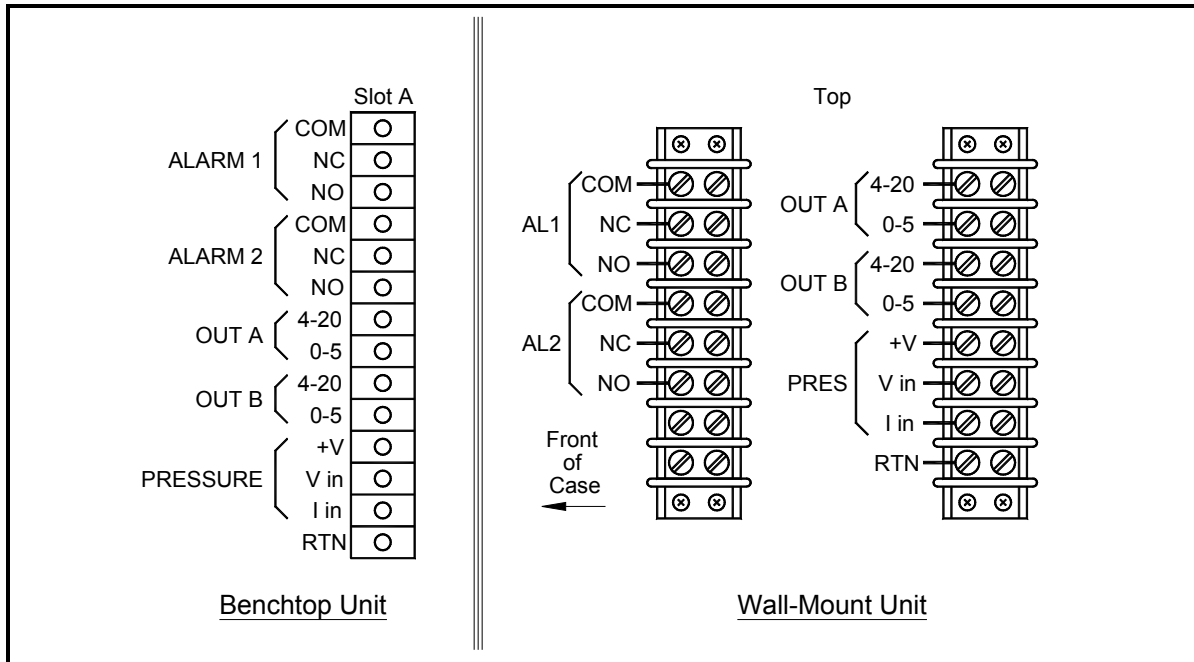 Slot A
ALARM 1
COM
NC
NO
ALARM 2
COM
NC
NO
OUT A
4-20
0-5
OUT B
4-20
0-5
PRESSURE
+V
V in
I in
RTN
Benchtop Unit
Top
AL1
COM
NC
NO
AL2
COM
NC
NO
Front
of
Case
OUT A
4-20
0-5
OUT B
4-20
0-5
PRES
+V
V in
I in
RTN
Wall-Mount Unit